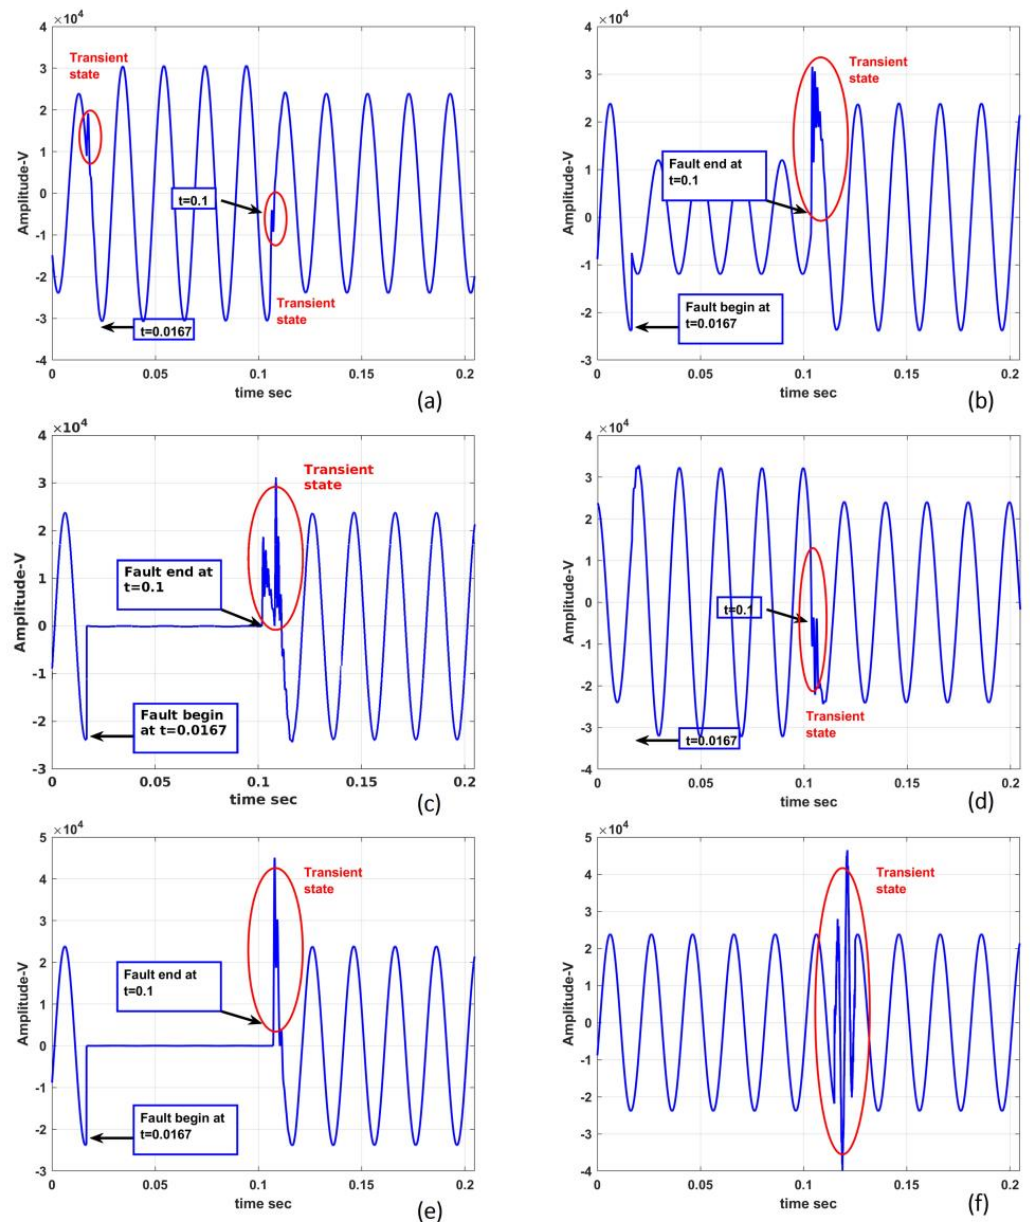 ×10⁴
4
3
2
1
0
-1
-2
-3
-4
Amplitude-V
Transient
state
t=0.1
Transient
state
t=0.0167
0
0.05
0.1
0.15
0.2
time sec
(a)
×10⁴
4
3
2
1
0
-1
-2
-3
Amplitude-V
Transient
state
Fault end at
t=0.1
Fault begin at
t=0.0167
0
0.05
0.1
0.15
0.2
time sec
(b)
×10⁴
4
3
2
1
0
-1
-2
-3
Amplitude-V
Transient
state
Fault end at
t=0.1
Fault begin
at t=0.0167
0
0.05
0.1
0.15
0.2
time sec
(c)
×10⁴
4
3
2
1
0
-1
-2
-3
-4
Amplitude-V
t=0.1
Transient
state
t=0.0167
0
0.05
0.1
0.15
0.2
time sec
(d)
×10⁴
5
4
3
2
1
0
-1
-2
-3
Amplitude-V
Transient
state
Fault end at
t=0.1
Fault begin at
t=0.0167
0
0.05
0.1
0.15
0.2
time sec
(e)
×10⁴
5
4
3
2
1
0
-1
-2
-3
-4
Amplitude-V
Transient
state
0
0.05
0.1
0.15
0.2
time sec
(f)